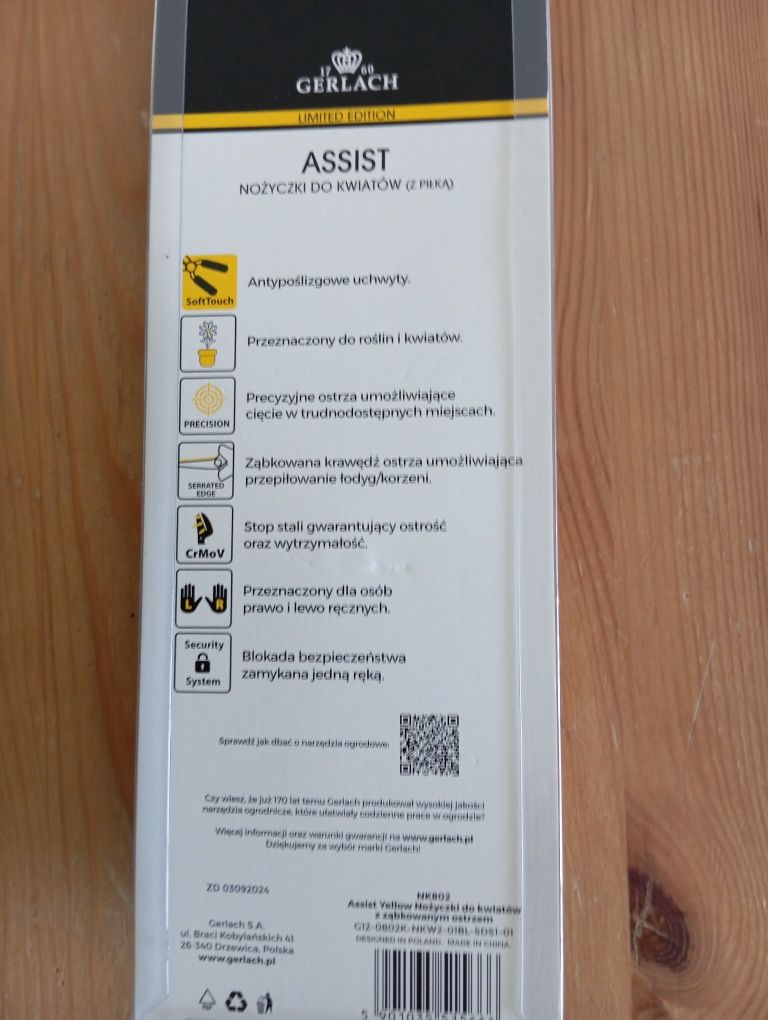 17 60
GERLACH
LIMITED EDITION
ASSIST
NOŻYCZKI DO KWIATÓW (Z PIŁKĄ)
SoftTouch
Antypoślizgowe uchwyty.
Przeznaczony do roślin i kwiatów.
PRECISION
Precyzyjne ostrza umożliwiające
cięcie w trudnodostępnych miejscach.
SERRATED
EDGE
Ząbkowana krawędź ostrza umożliwiająca
przepiłowanie łodyg/korzeni.
CrMoV
Stop stali gwarantujący ostrość
oraz wytrzymałość.
L R
Przeznaczony dla osób
prawo i lewo ręcznych.
Security
System
Blokada bezpieczeństwa
zamykana jedną ręką.
Sprawdź jak dbać o narzędzia ogrodowe:
Czy wiesz, że już 170 lat temu Gerlach produkował wysokiej jakości
narzędzia ogrodnicze, które ułatwiały codzienne prace w ogrodzie?
Więcej informacji oraz warunki gwarancji na www.gerlach.pl
Dziękujemy za wybór marki Gerlach!
ZD 03092024
Gerlach S.A.
ul. Braci Kobylańskich 41
26-340 Drzewica, Polska
www.gerlach.pl
NK802
Assist Yellow Nożyczki do kwiatów
z ząbkowanym ostrzem
G12-0802K-NKW2-01BL-SDS1-01
DESIGNED IN POLAND. MADE IN CHINA.